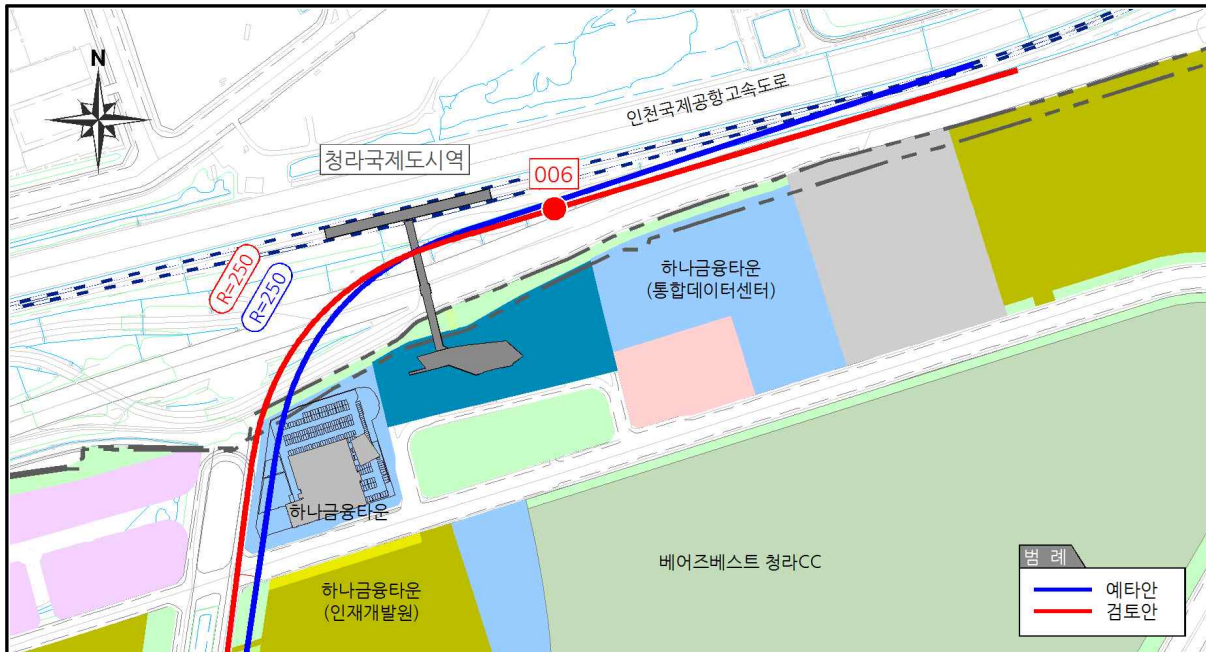 N
인천국제공항고속도로
청라국제도시역
006
R=250
R=250
하나금융타운
(통합데이터센터)
하나금융타운
베어즈베스트 청라CC
하나금융타운
(인재개발원)
범 례
예타안
검토안